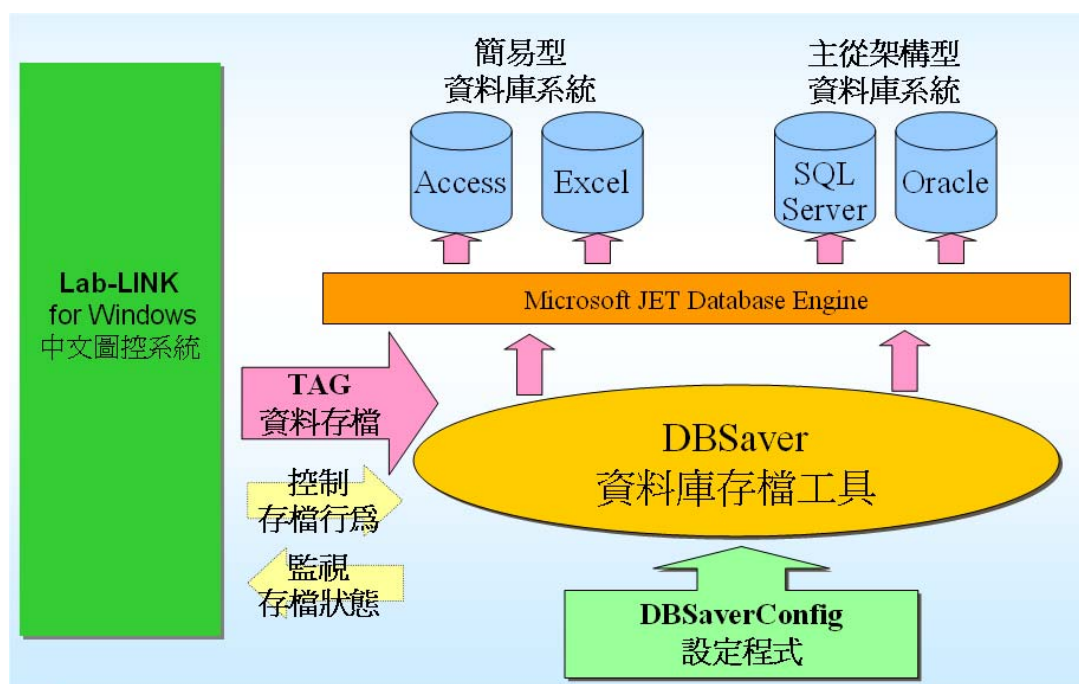 簡易型
資料庫系統
主從架構型
資料庫系統
Access
Excel
SQL
Server
Oracle
Microsoft JET Database Engine
Lab-LINK
for Windows
中文圖控系統
TAG
資料存檔
DBSaver
資料庫存檔工具
控制
存檔行為
監視
存檔狀態
DBSaverConfig
設定程式